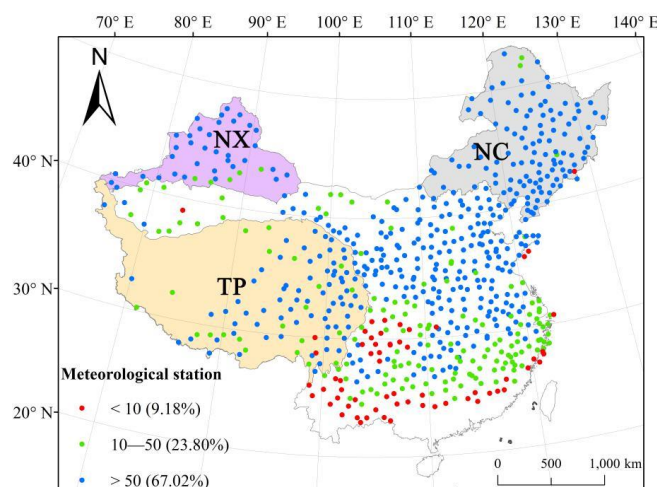 70° E 80° E 90° E 100° E 110° E 120° E 130° E 140° E
N
NX
NC
40° N
30° N
TP
Meteorological station
20° N
< 10 (9.18%)
10—50 (23.80%)
> 50 (67.02%)
0 500 1,000 km